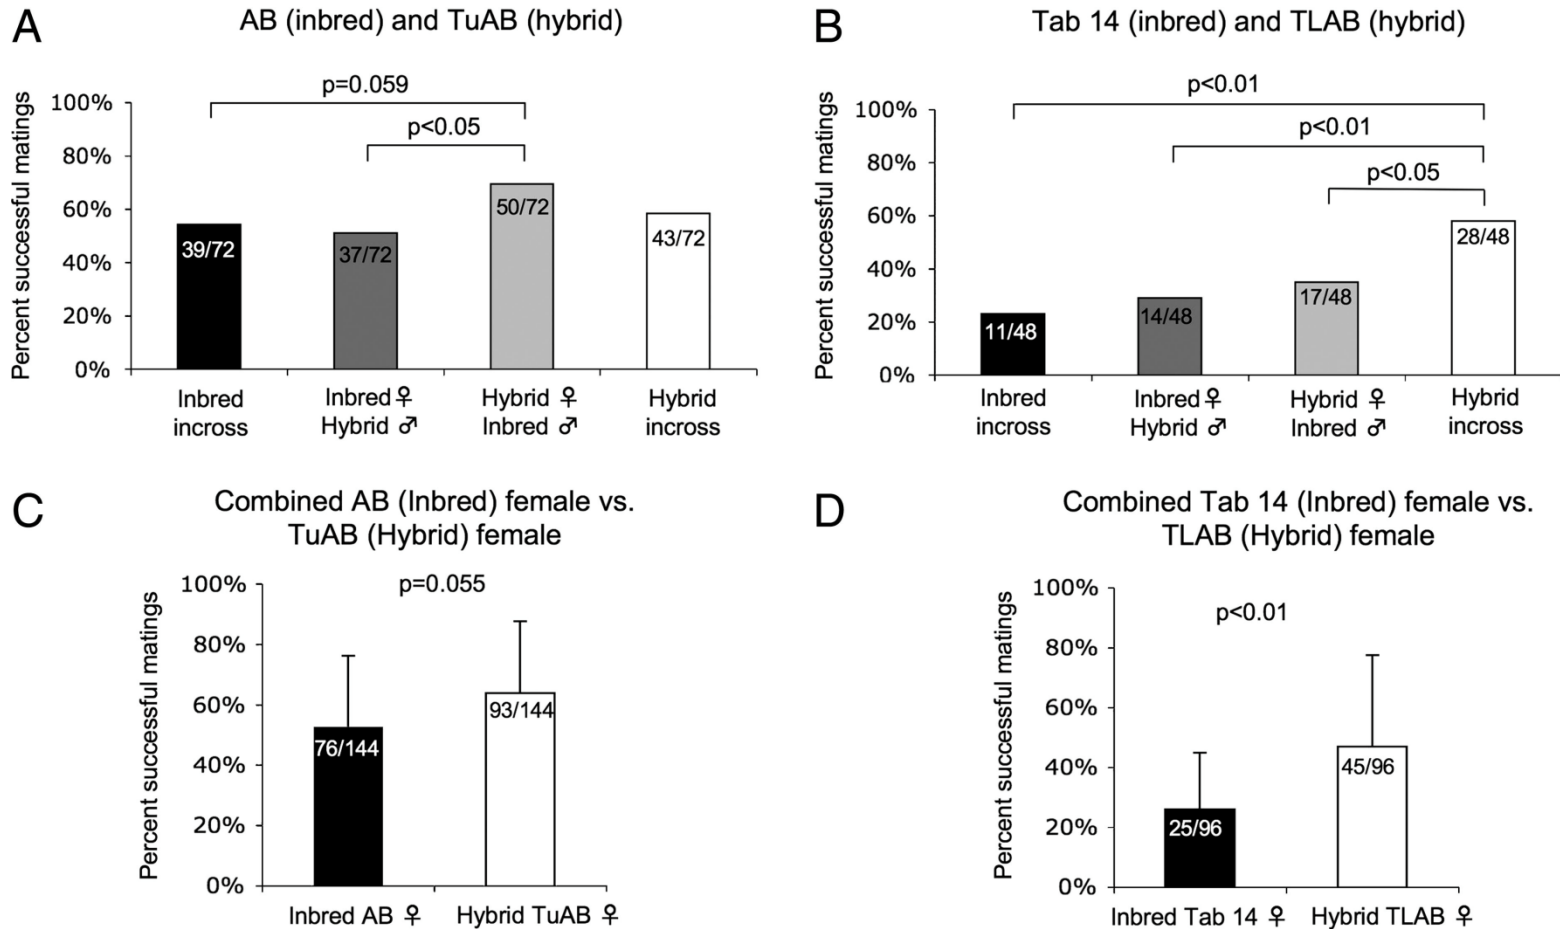 A
AB (inbred) and TuAB (hybrid)
Percent successful matings
100%
80%
60%
40%
20%
0%
p=0.059
p<0.05
39/72
37/72
50/72
43/72
Inbred incross
Inbred ♀ Hybrid ♂
Hybrid ♀ Inbred ♂
Hybrid incross
B
Tab 14 (inbred) and TLAB (hybrid)
Percent successful matings
100%
80%
60%
40%
20%
0%
p<0.01
p<0.01
p<0.05
11/48
14/48
17/48
28/48
Inbred incross
Inbred ♀ Hybrid ♂
Hybrid ♀ Inbred ♂
Hybrid incross
C
Combined AB (Inbred) female vs.
TuAB (Hybrid) female
Percent successful matings
100%
80%
60%
40%
20%
0%
p=0.055
76/144
93/144
Inbred AB ♀
Hybrid TuAB ♀
D
Combined Tab 14 (Inbred) female vs.
TLAB (Hybrid) female
Percent successful matings
100%
80%
60%
40%
20%
0%
p<0.01
25/96
45/96
Inbred Tab 14 ♀
Hybrid TLAB ♀